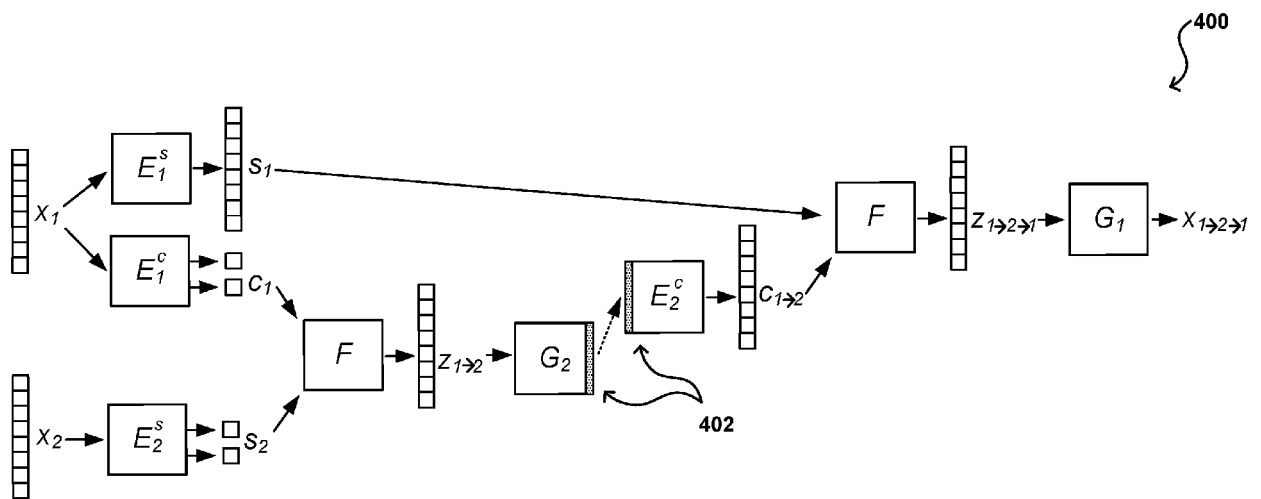 400
E₁ˢ
s₁
x₁
F
z₁→₂→₁
G₁
x₁→₂→₁
E₁ᶜ
c₁
E₂ᶜ
c₁→₂
F
z₁→₂
G₂
402
x₂
E₂ˢ
s₂